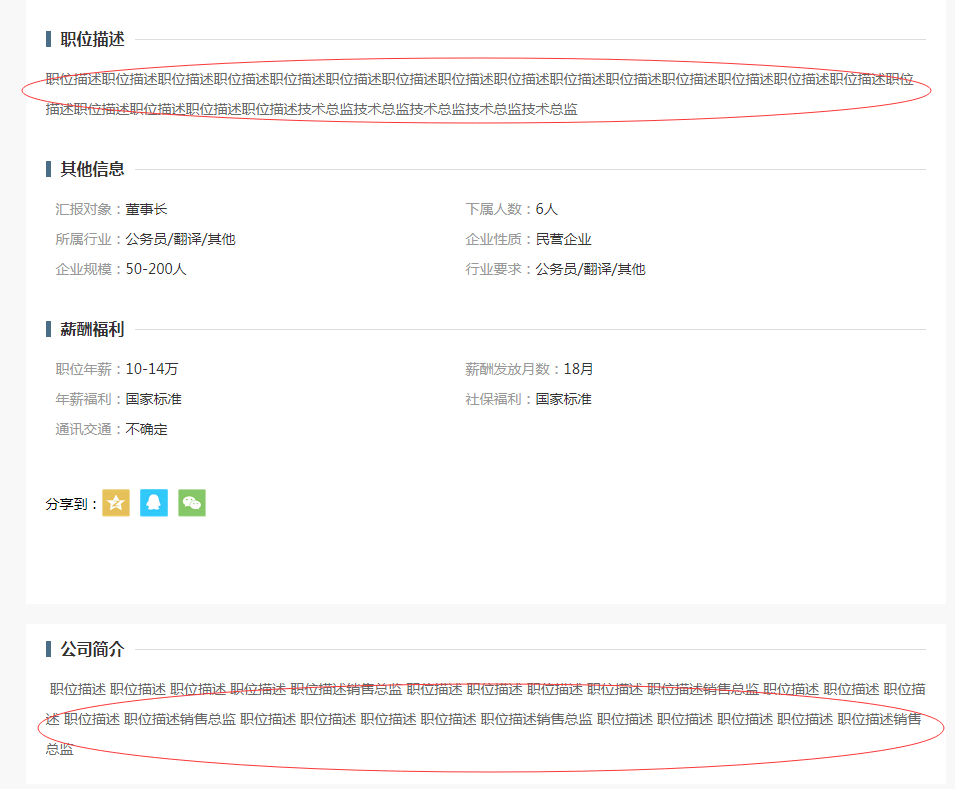 职位描述
职位描述职位描述职位描述职位描述职位描述职位描述职位描述职位描述职位描述职位描述职位描述职位描述职位描述职位描述职位描述职位
描述职位描述职位描述职位描述职位描述技术总监技术总监技术总监技术总监技术总监
其他信息
汇报对象：董事长 下属人数：6人
所属行业：公务员/翻译/其他 企业性质：民营企业
企业规模：50-200人 行业要求：公务员/翻译/其他
薪酬福利
职位年薪：10-14万 薪酬发放月数：18月
年薪福利：国家标准 社保福利：国家标准
通讯交通：不确定
分享到：
公司简介
职位描述 职位描述 职位描述 职位描述 职位描述销售总监 职位描述 职位描述 职位描述 职位描述 职位描述销售总监 职位描述 职位描述 职位描
述 职位描述 职位描述销售总监 职位描述 职位描述 职位描述 职位描述 职位描述销售总监 职位描述 职位描述 职位描述 职位描述 职位描述销售
总监